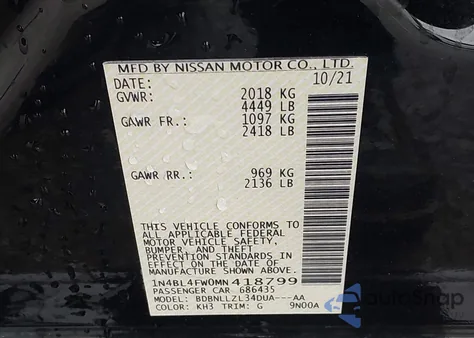 MFD BY NISSAN MOTOR CO., LTD.
DATE: 10/21
GVWR: 2018 KG
4449 LB
GAWR FR.: 1097 KG
2418 LB
GAWR RR.: 969 KG
2136 LB
THIS VEHICLE CONFORMS TO
ALL APPLICABLE FEDERAL
MOTOR VEHICLE SAFETY,
BUMPER, AND THEFT
PREVENTION STANDARDS IN
EFFECT ON THE DATE OF
MANUFACTURE SHOWN ABOVE.
1N4BL4FW0MN418799
PASSENGER CAR 686435
MODEL: BDBNLLZL34DUA---AA
COLOR: KH3 TRIM: G 9N00A
AutoSnap